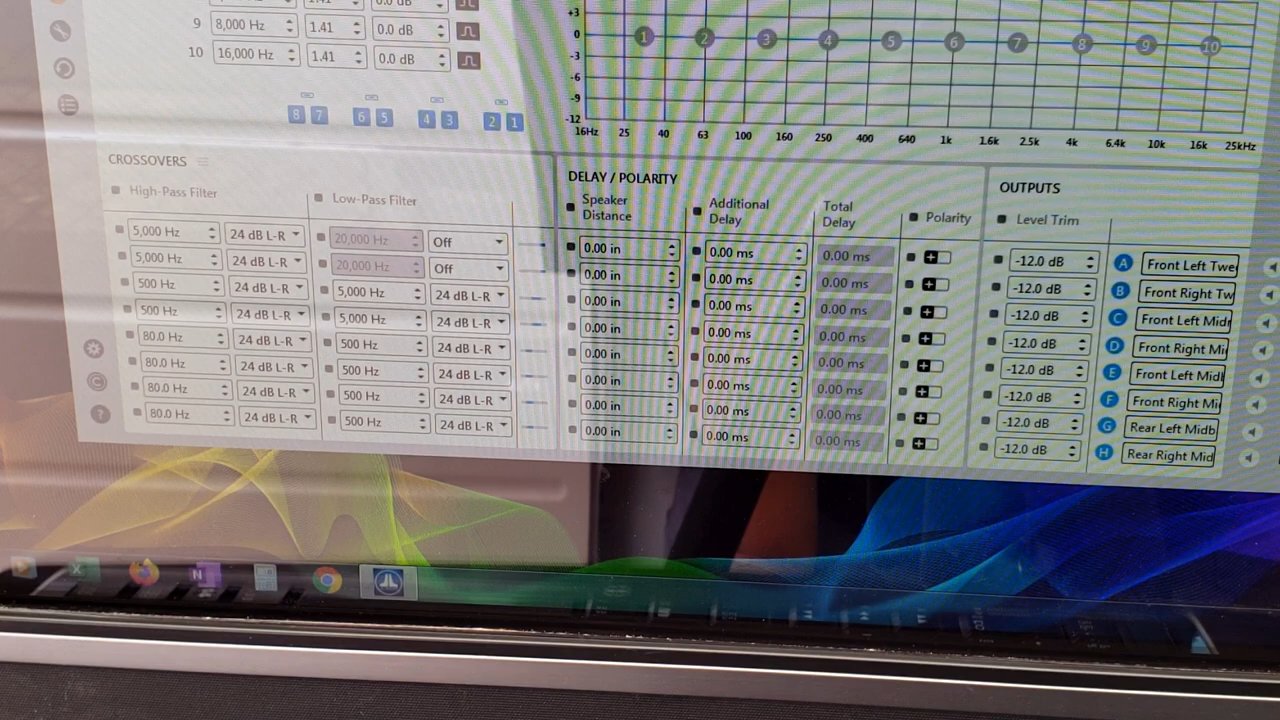 9 8,000 Hz 1.41 0.0 dB
10 16,000 Hz 1.41 0.0 dB
8 7 6 5 4 3 2 1
+3
0
-3
-6
-9
-12
1 2 3 4 5 6 7 8 9 10
16Hz 25 40 63 100 160 250 400 640 1k 1.6k 2.5k 4k 6.4k 10k 16k 25kHz
CROSSOVERS
High-Pass Filter Low-Pass Filter
DELAY / POLARITY
Speaker Distance Additional Delay Total Delay Polarity
OUTPUTS
Level Trim
5,000 Hz 24 dB L-R 20,000 Hz Off 0.00 in 0.00 ms 0.00 ms + -12.0 dB A Front Left Twe
5,000 Hz 24 dB L-R 20,000 Hz Off 0.00 in 0.00 ms 0.00 ms + -12.0 dB B Front Right Tw
500 Hz 24 dB L-R 5,000 Hz 24 dB L-R 0.00 in 0.00 ms 0.00 ms + -12.0 dB C Front Left Mid
500 Hz 24 dB L-R 5,000 Hz 24 dB L-R 0.00 in 0.00 ms 0.00 ms + -12.0 dB D Front Right Mi
80.0 Hz 24 dB L-R 500 Hz 24 dB L-R 0.00 in 0.00 ms 0.00 ms + -12.0 dB E Front Left Mid
80.0 Hz 24 dB L-R 500 Hz 24 dB L-R 0.00 in 0.00 ms 0.00 ms + -12.0 dB F Front Right Mi
80.0 Hz 24 dB L-R 500 Hz 24 dB L-R 0.00 in 0.00 ms 0.00 ms + -12.0 dB G Rear Left Midb
80.0 Hz 24 dB L-R 500 Hz 24 dB L-R 0.00 in 0.00 ms 0.00 ms + -12.0 dB H Rear Right Mid